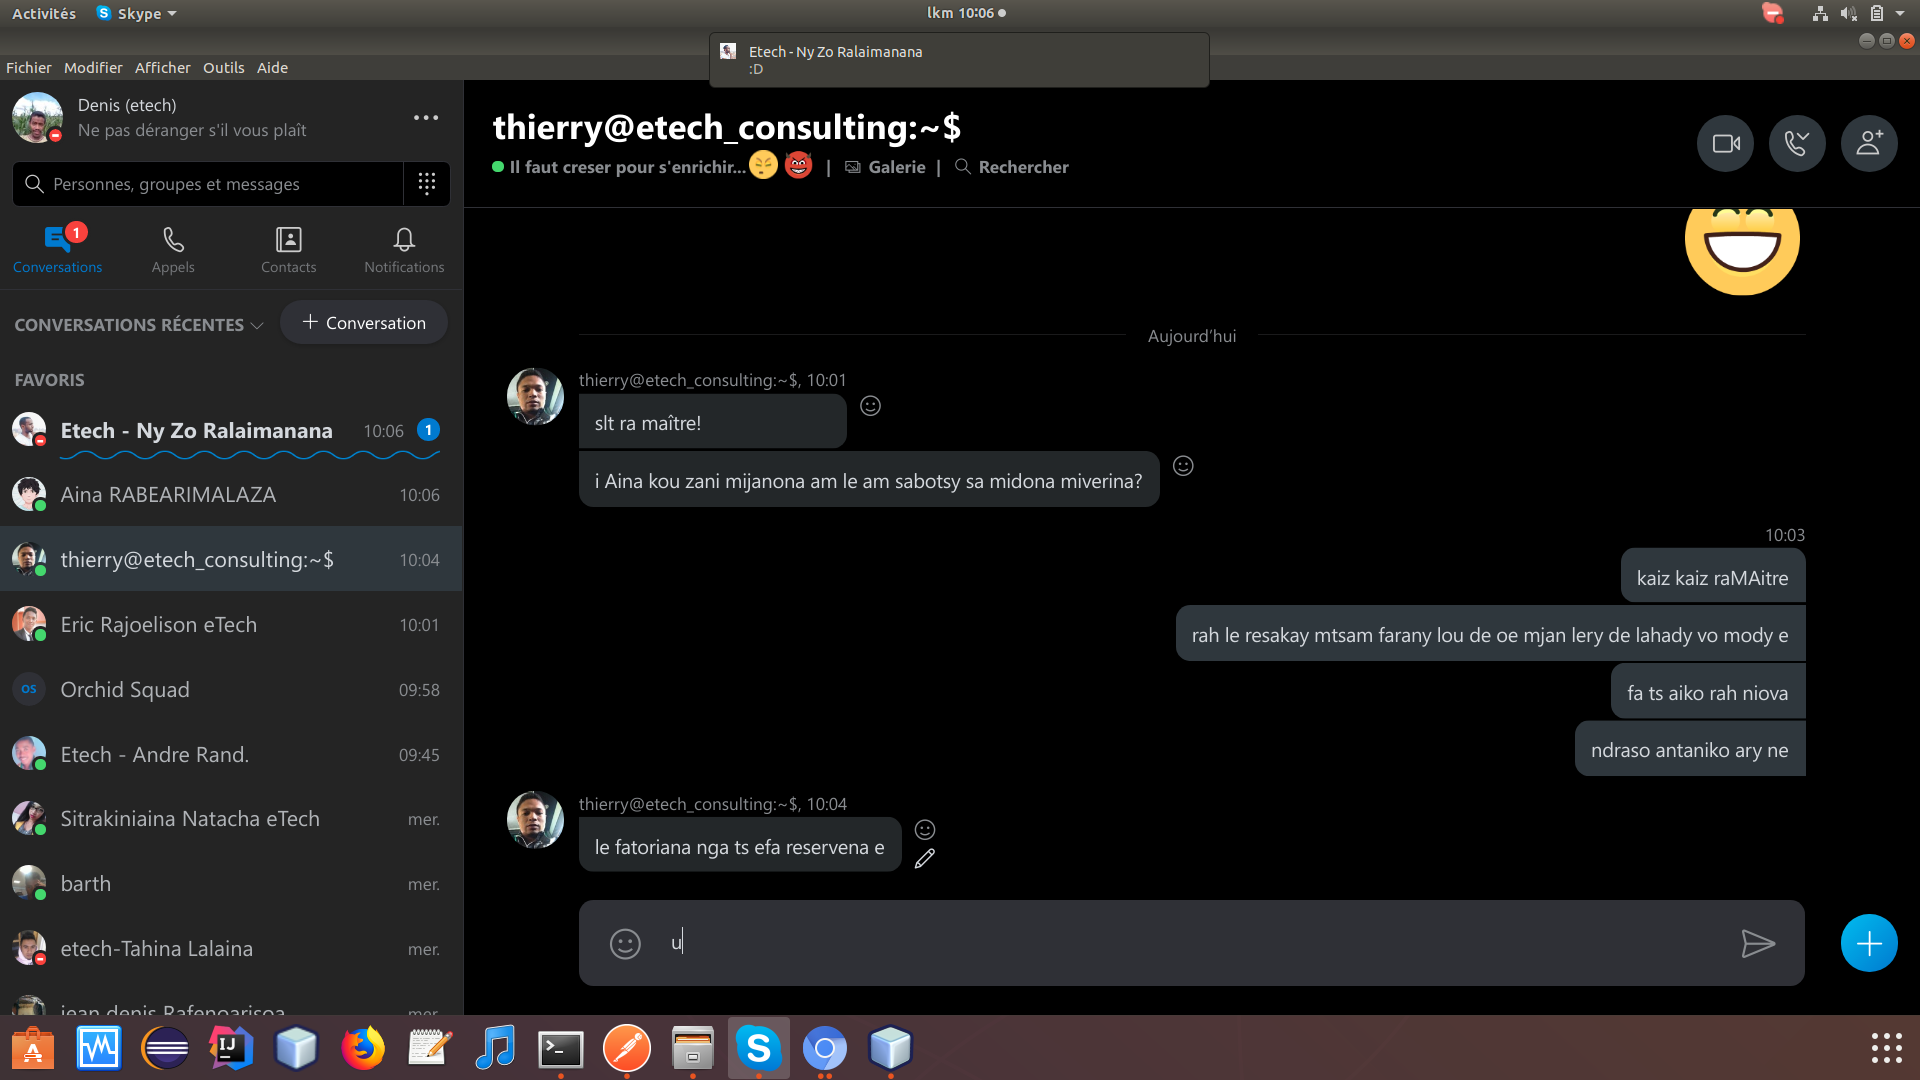 Activités Skype lkm 10:06
Etech - Ny Zo Ralaimanana
:D
Fichier Modifier Afficher Outils Aide
Denis (etech)
Ne pas déranger s'il vous plaît
Personnes, groupes et messages
1
Conversations Appels Contacts Notifications
CONVERSATIONS RÉCENTES Conversation
FAVORIS
Etech - Ny Zo Ralaimanana 10:06 1
Aina RABEARIMALAZA 10:06
thierry@etech_consulting:~$ 10:04
Eric Rajoelison eTech 10:01
OS Orchid Squad 09:58
Etech - Andre Rand. 09:45
Sitrakiniaina Natacha eTech mer.
barth mer.
etech-Tahina Lalaina mer.
jean denis Rafenoarisoa mer.
thierry@etech_consulting:~$
Il faut creser pour s'enrichir... | Galerie | Rechercher
Aujourd'hui
thierry@etech_consulting:~$, 10:01
slt ra maître!
i Aina kou zani mijanona am le am sabotsy sa midona miverina?
10:03
kaiz kaiz raMAitre
rah le resakay mtsam farany lou de oe mjan lery de lahady vo mody e
fa ts aiko rah niova
ndraso antaniko ary ne
thierry@etech_consulting:~$, 10:04
le fatoriana nga ts efa reservena e
u
IJ
S